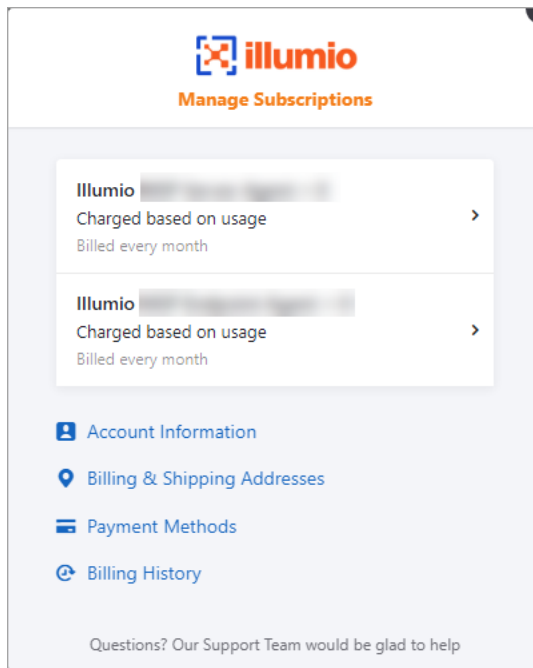 illumio
Manage Subscriptions
Illumio
Charged based on usage
Billed every month
Illumio
Charged based on usage
Billed every month
Account Information
Billing & Shipping Addresses
Payment Methods
Billing History
Questions? Our Support Team would be glad to help